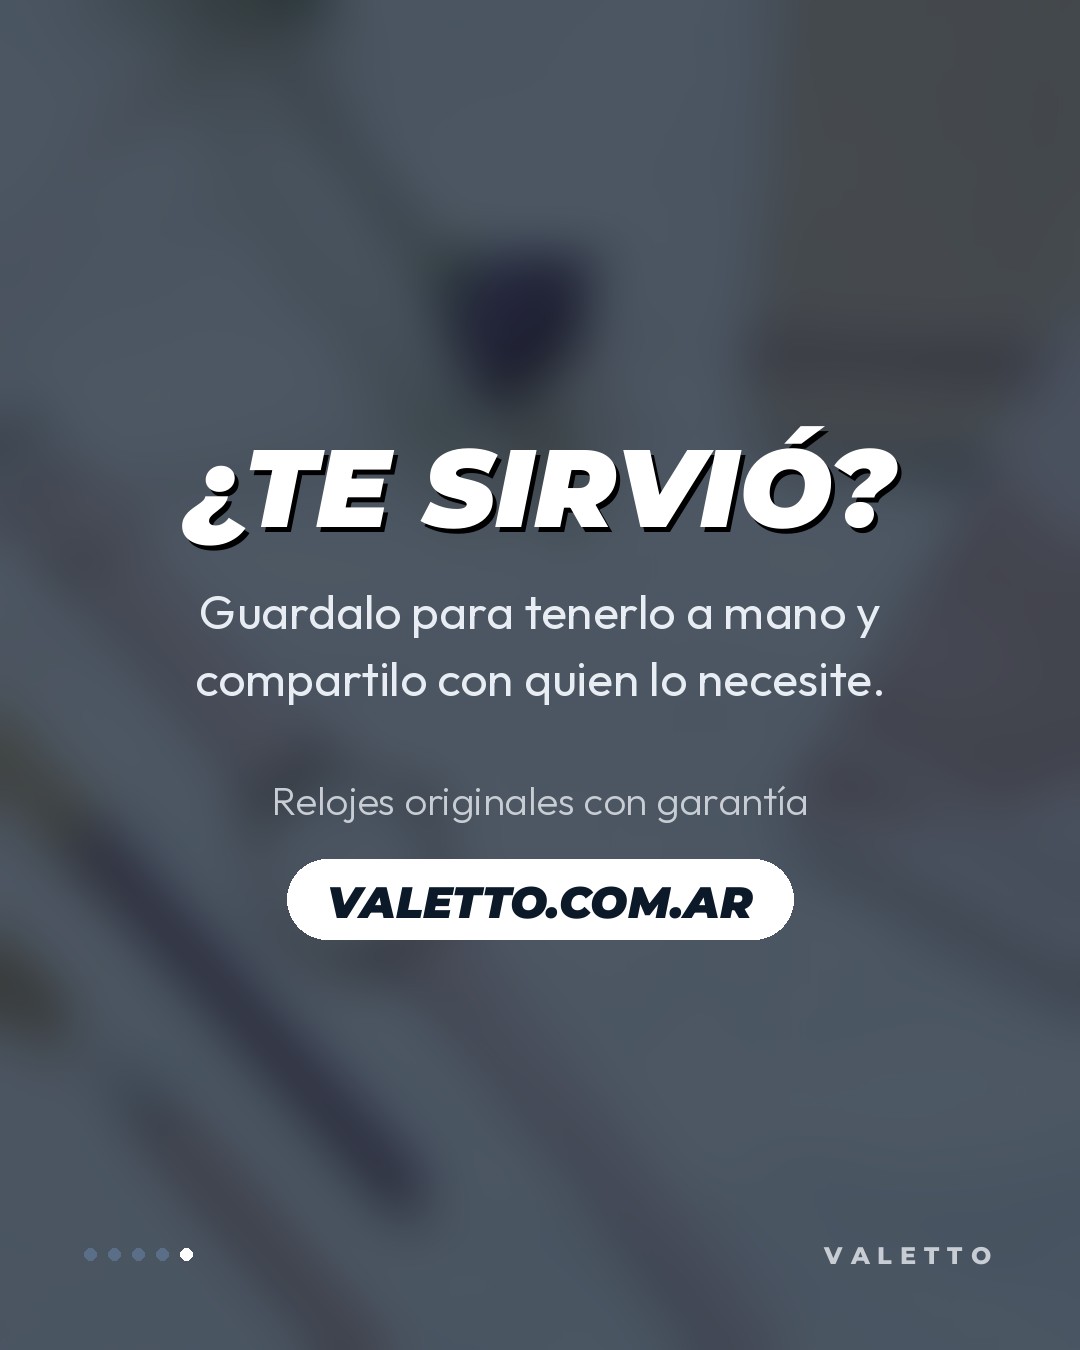 ¿TE SIRVIÓ?
Guardalo para tenerlo a mano y
compartilo con quien lo necesite.
Relojes originales con garantía
VALETTO.COM.AR
VALETTO